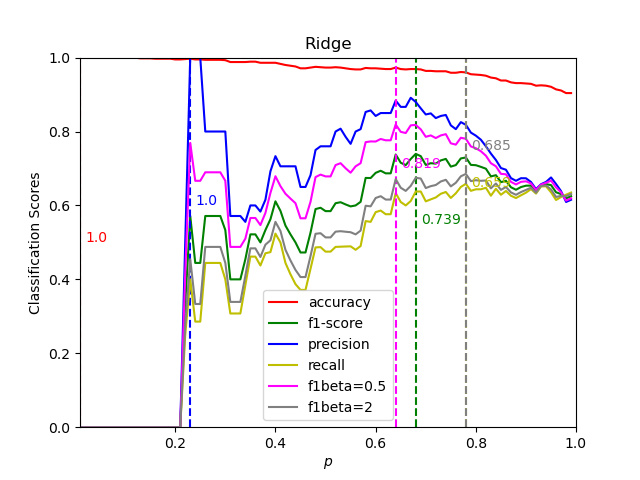 Ridge
1.0
0.8
0.6
0.4
0.2
0.0
Classification Scores
1.0
1.0
0.819
0.739
0.685
accuracy
f1-score
precision
recall
f1beta=0.5
f1beta=2
0.2
0.4
0.6
0.8
1.0
p